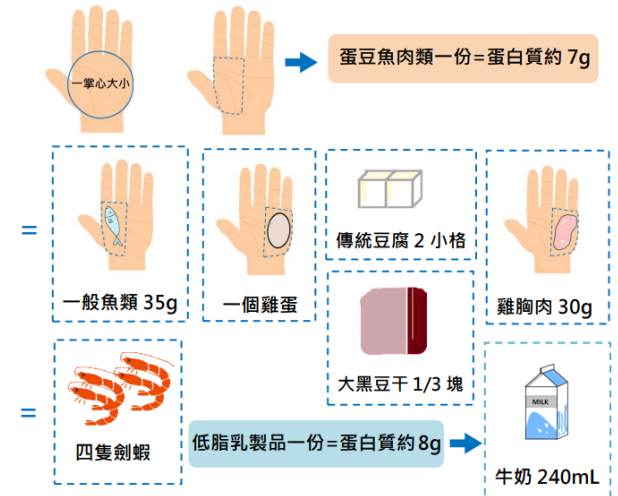 一掌心大小
蛋豆魚肉類一份=蛋白質約 7g
=
一般魚類 35g
一個雞蛋
傳統豆腐 2 小格
雞胸肉 30g
大黑豆干 1/3 塊
=
四隻劍蝦
低脂乳製品一份=蛋白質約 8g
MILK
牛奶 240mL